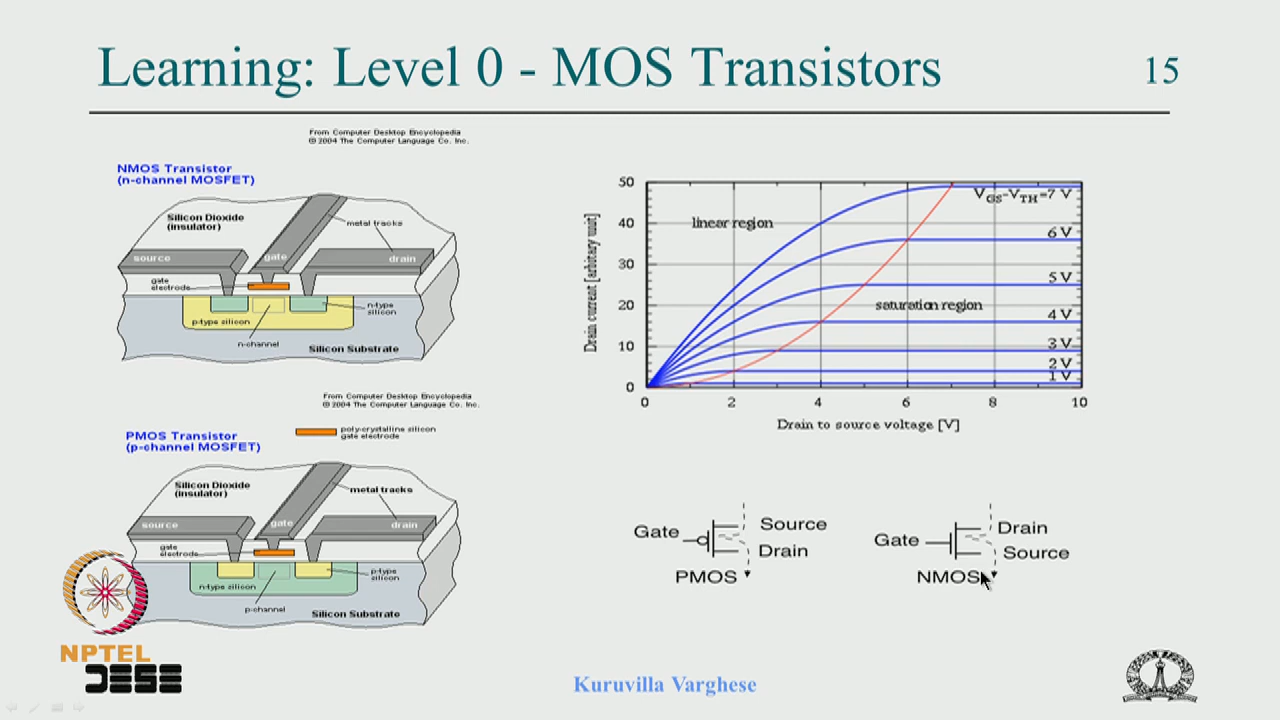 Learning: Level 0 - MOS Transistors
15
From Computer Desktop Encyclopedia
© 2004 The Computer Language Co. Inc.
NMOS Transistor
(n-channel MOSFET)
Silicon Dioxide
(insulator)
metal tracks
source
gate
drain
gate
electrode
n-type
silicon
p-type silicon
n-channel
Silicon Substrate
From Computer Desktop Encyclopedia
© 2004 The Computer Language Co. Inc.
PMOS Transistor
(p-channel MOSFET)
poly-crystalline silicon
gate electrode
Silicon Dioxide
(insulator)
metal tracks
source
gate
drain
gate
electrode
p-type
silicon
n-type silicon
p-channel
Silicon Substrate
Drain current [arbitary unit]
50
40
30
20
10
0
linear region
saturation region
VGS-VTH=7 V
6 V
5 V
4 V
3 V
2 V
1 V
0 2 4 6 8 10
Drain to source voltage [V]
Gate
Source
Drain
PMOS
Gate
Drain
Source
NMOS
NPTEL
DESE
Kuruvilla Varghese